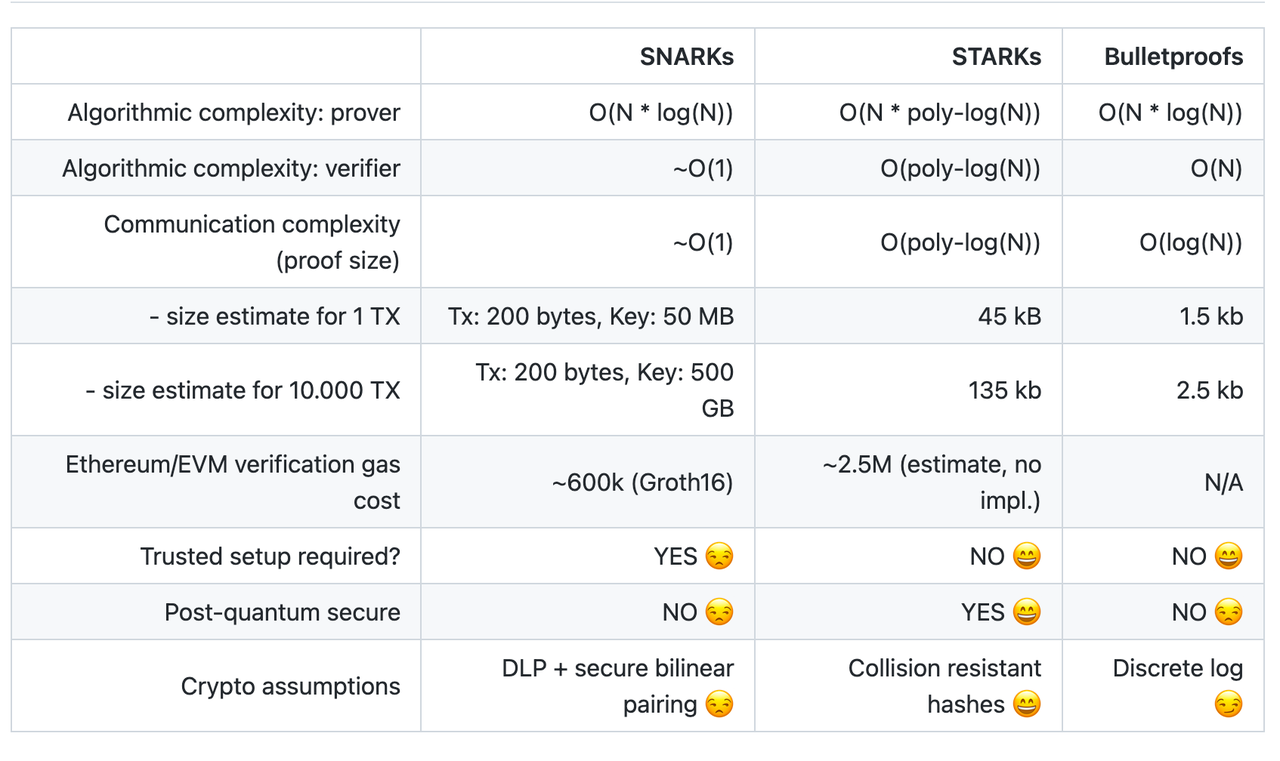 SNARKs STARKs Bulletproofs
Algorithmic complexity: prover O(N * log(N)) O(N * poly-log(N)) O(N * log(N))
Algorithmic complexity: verifier ~O(1) O(poly-log(N)) O(N)
Communication complexity
(proof size) ~O(1) O(poly-log(N)) O(log(N))
- size estimate for 1 TX Tx: 200 bytes, Key: 50 MB 45 kB 1.5 kb
- size estimate for 10.000 TX Tx: 200 bytes, Key: 500
GB 135 kb 2.5 kb
Ethereum/EVM verification gas
cost ~600k (Groth16) ~2.5M (estimate, no
impl.) N/A
Trusted setup required? YES 😒 NO 😄 NO 😄
Post-quantum secure NO 😒 YES 😄 NO 😒
Crypto assumptions DLP + secure bilinear
pairing 😒 Collision resistant
hashes 😄 Discrete log
😏